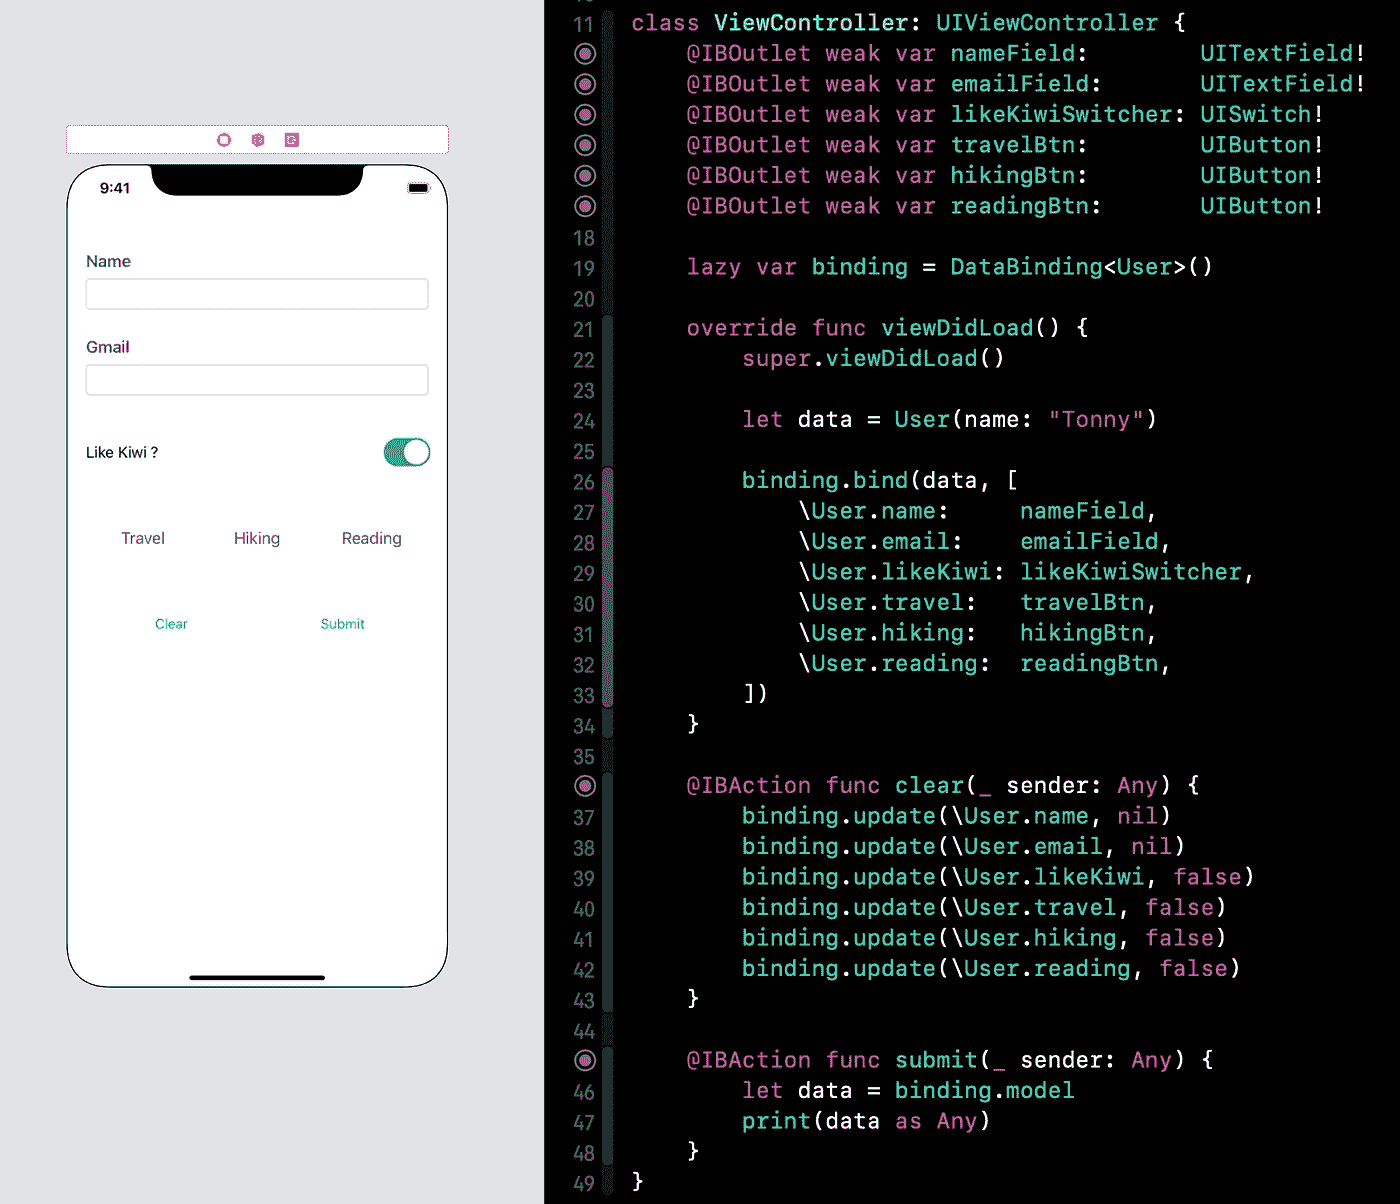 9:41
Name
Gmail
Like Kiwi ?
Travel Hiking Reading
Clear Submit
11 class ViewController: UIViewController {
@IBOutlet weak var nameField: UITextField!
@IBOutlet weak var emailField: UITextField!
@IBOutlet weak var likeKiwiSwitcher: UISwitch!
@IBOutlet weak var travelBtn: UIButton!
@IBOutlet weak var hikingBtn: UIButton!
@IBOutlet weak var readingBtn: UIButton!
18
19 lazy var binding = DataBinding<User>()
20
21 override func viewDidLoad() {
22 super.viewDidLoad()
23
24 let data = User(name: "Tonny")
25
26 binding.bind(data, [
27 \User.name: nameField,
28 \User.email: emailField,
29 \User.likeKiwi: likeKiwiSwitcher,
30 \User.travel: travelBtn,
31 \User.hiking: hikingBtn,
32 \User.reading: readingBtn,
33 ])
34 }
35
@IBAction func clear(_ sender: Any) {
37 binding.update(\User.name, nil)
38 binding.update(\User.email, nil)
39 binding.update(\User.likeKiwi, false)
40 binding.update(\User.travel, false)
41 binding.update(\User.hiking, false)
42 binding.update(\User.reading, false)
43 }
44
@IBAction func submit(_ sender: Any) {
46 let data = binding.model
47 print(data as Any)
48 }
49 }